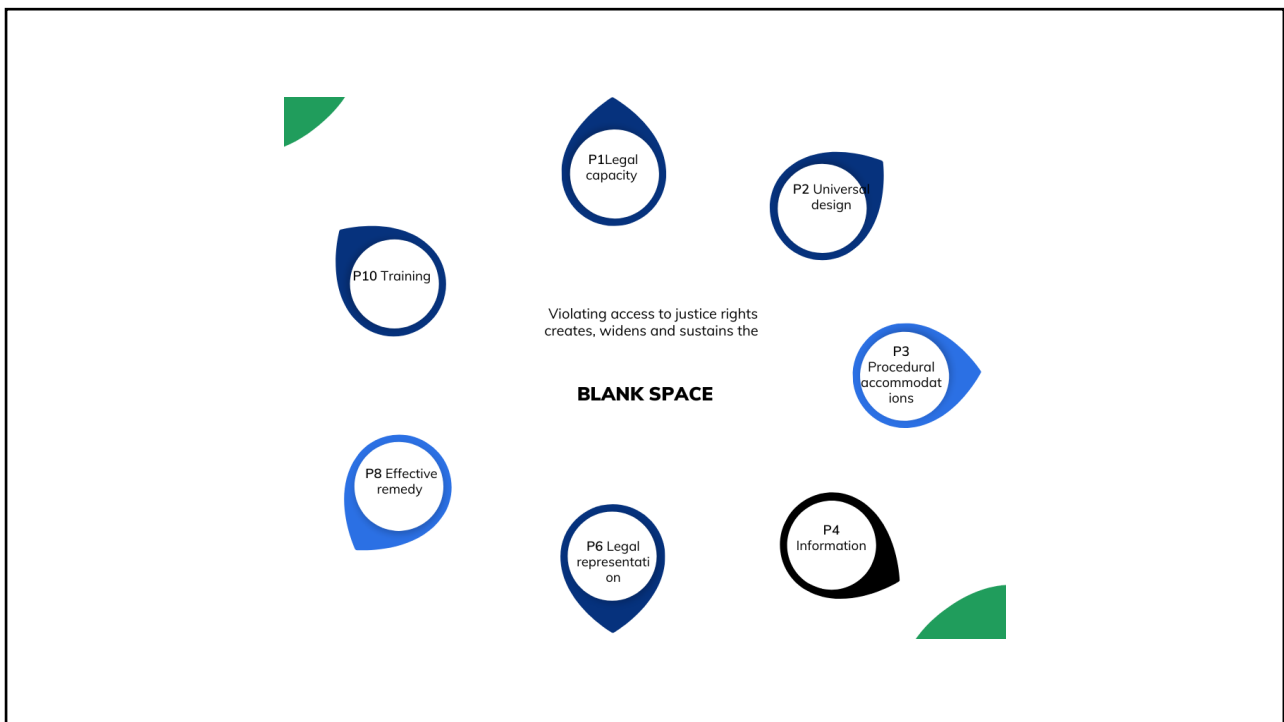 P1Legal
capacity
P2 Universal
design
P10 Training
Violating access to justice rights
creates, widens and sustains the
P3
Procedural
accommodat
ions
BLANK SPACE
P8 Effective
remedy
P4
Information
P6 Legal
representati
on